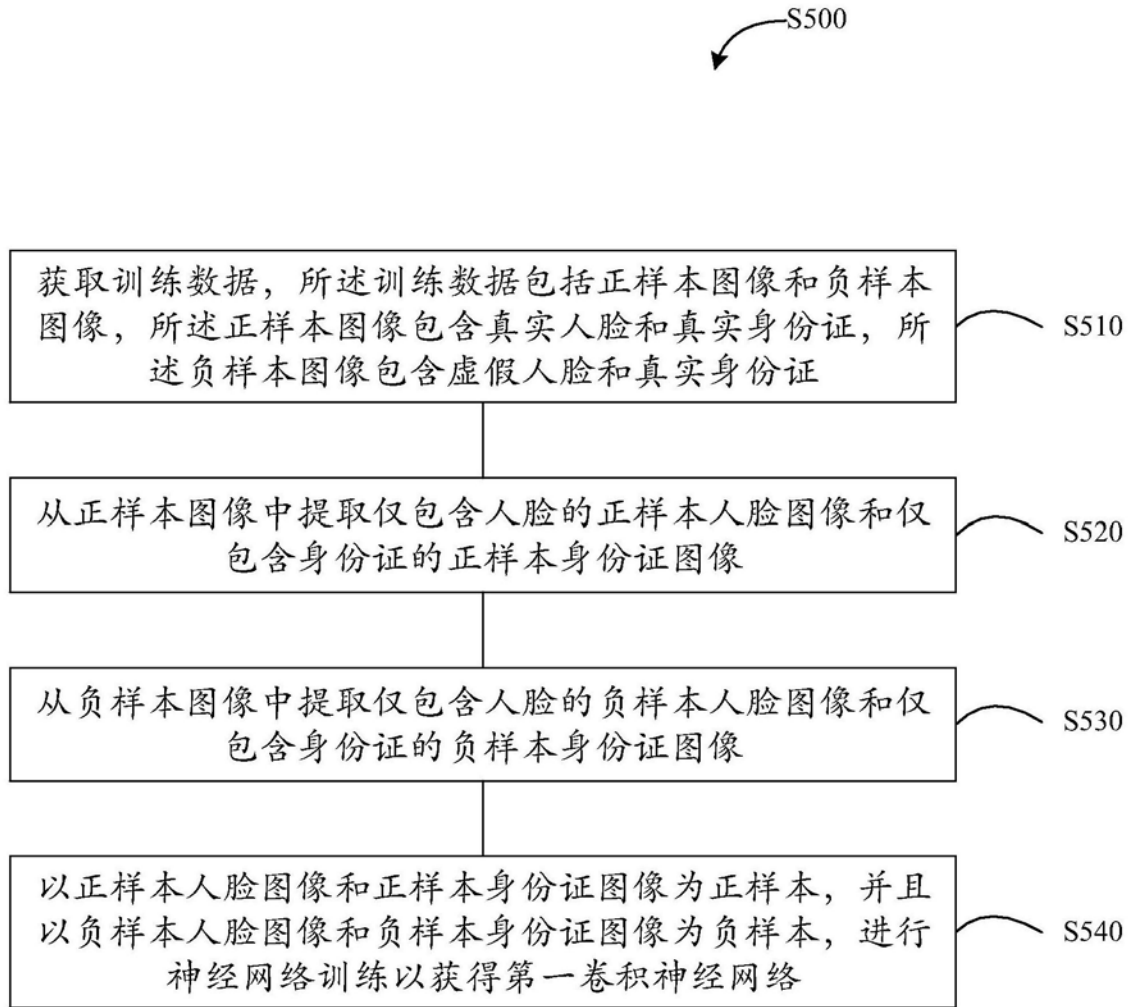 S500
获取训练数据，所述训练数据包括正样本图像和负样本
图像，所述正样本图像包含真实人脸和真实身份证，所
述负样本图像包含虚假人脸和真实身份证
S510
从正样本图像中提取仅包含人脸的正样本人脸图像和仅
包含身份证的正样本身份证图像
S520
从负样本图像中提取仅包含人脸的负样本人脸图像和仅
包含身份证的负样本身份证图像
S530
以正样本人脸图像和正样本身份证图像为正样本，并且
以负样本人脸图像和负样本身份证图像为负样本，进行
神经网络训练以获得第一卷积神经网络
S540